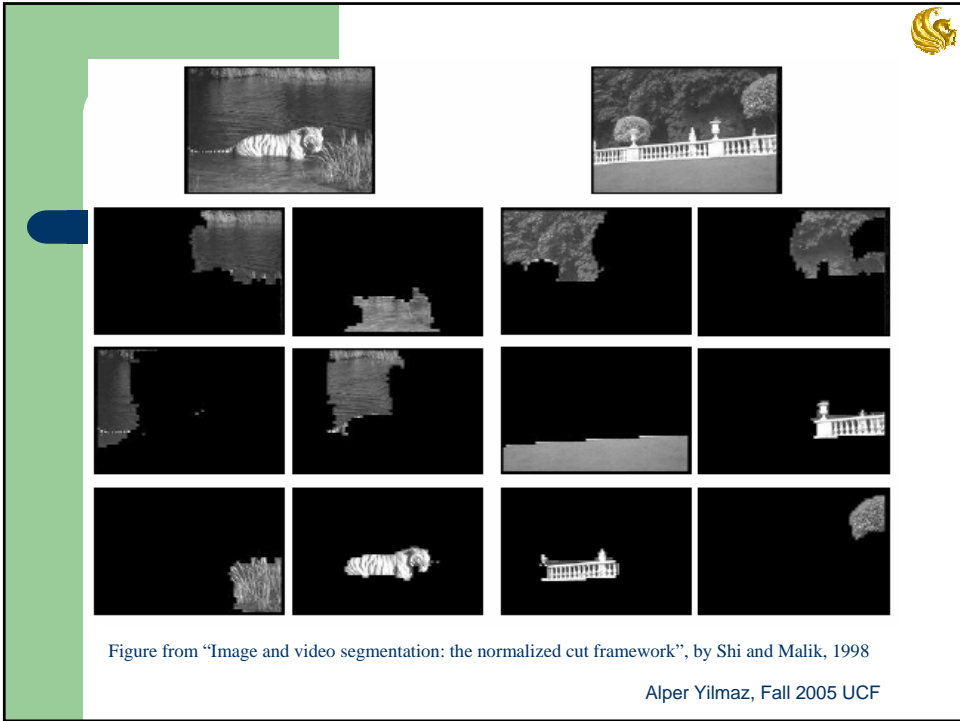 Figure from “Image and video segmentation: the normalized cut framework”, by Shi and Malik, 1998
Alper Yilmaz, Fall 2005 UCF